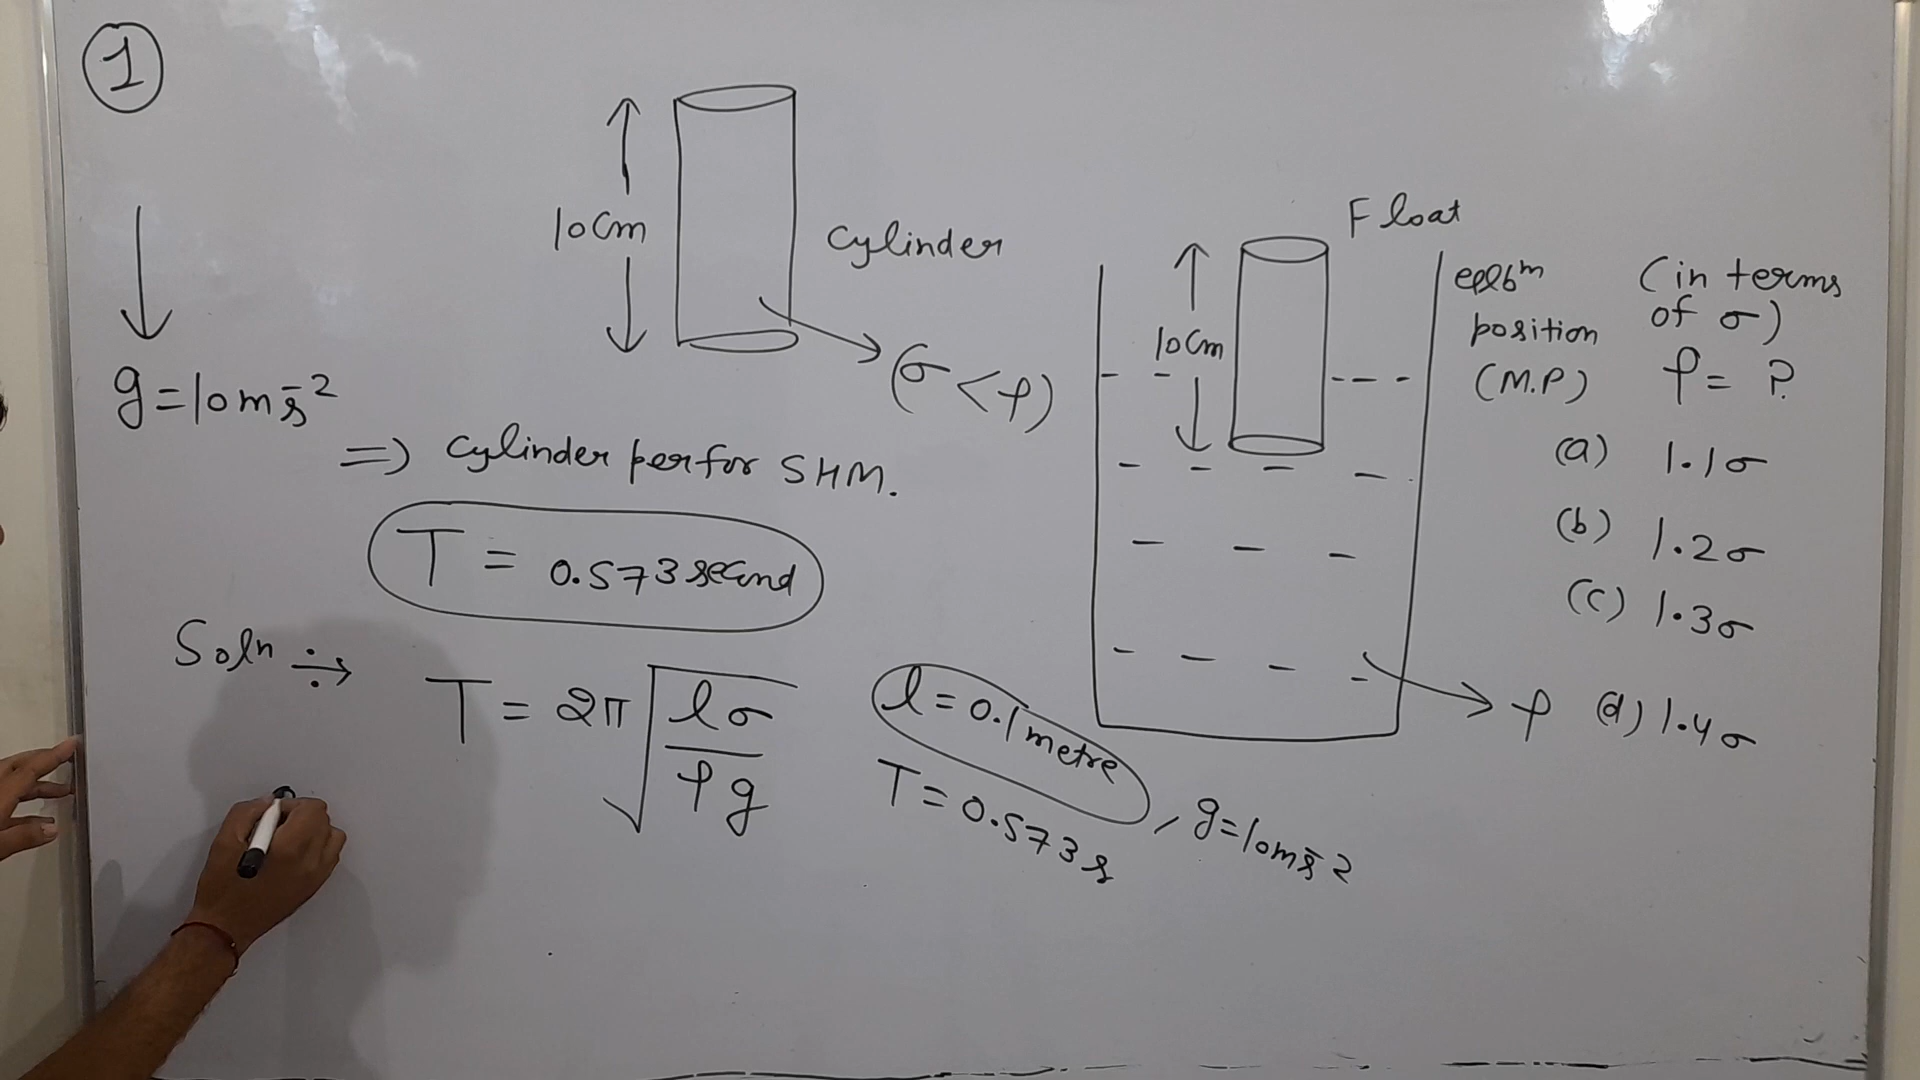 1
10cm
cylinder
(σ < ρ)
g=10ms⁻²
=> cylinder perfor SHM.
T = 0.573 second
Float
10cm
position
(M.P)
(in terms
of σ)
ρ = ?
(a) 1.1σ
(b) 1.2σ
(c) 1.3σ
(d) 1.4σ
ρ
Solⁿ ÷→
T = 2π√(lσ/ρg)
l = 0.1 metre
T = 0.573 s, g=10ms⁻²